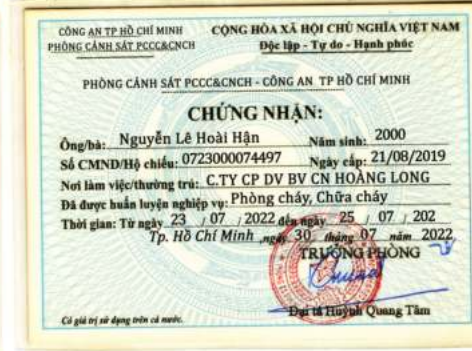 CÔNG AN TP HỒ CHÍ MINH
PHÒNG CẢNH SÁT PCCC&CNCH
CỘNG HÒA XÃ HỘI CHỦ NGHĨA VIỆT NAM
Độc lập - Tự do - Hạnh phúc
PHÒNG CẢNH SÁT PCCC&CNCH - CÔNG AN TP HỒ CHÍ MINH
CHỨNG NHẬN:
Ông/bà: Nguyễn Lê Hoài Hận Năm sinh: 2000
Số CMND/Hộ chiếu: 0723000074497 Ngày cấp: 21/08/2019
Nơi làm việc/thường trú: C.TY CP DV BV CN HOÀNG LONG
Đã được huấn luyện nghiệp vụ: Phòng cháy, Chữa cháy
Thời gian: Từ ngày 23 / 07 / 2022 đến ngày 25 / 07 / 202
Tp. Hồ Chí Minh ,ngày 30 tháng 07 năm 2022
TRƯỞNG PHÒNG
Đại tá Huỳnh Quang Tâm
Có giá trị sử dụng trên cả nước.